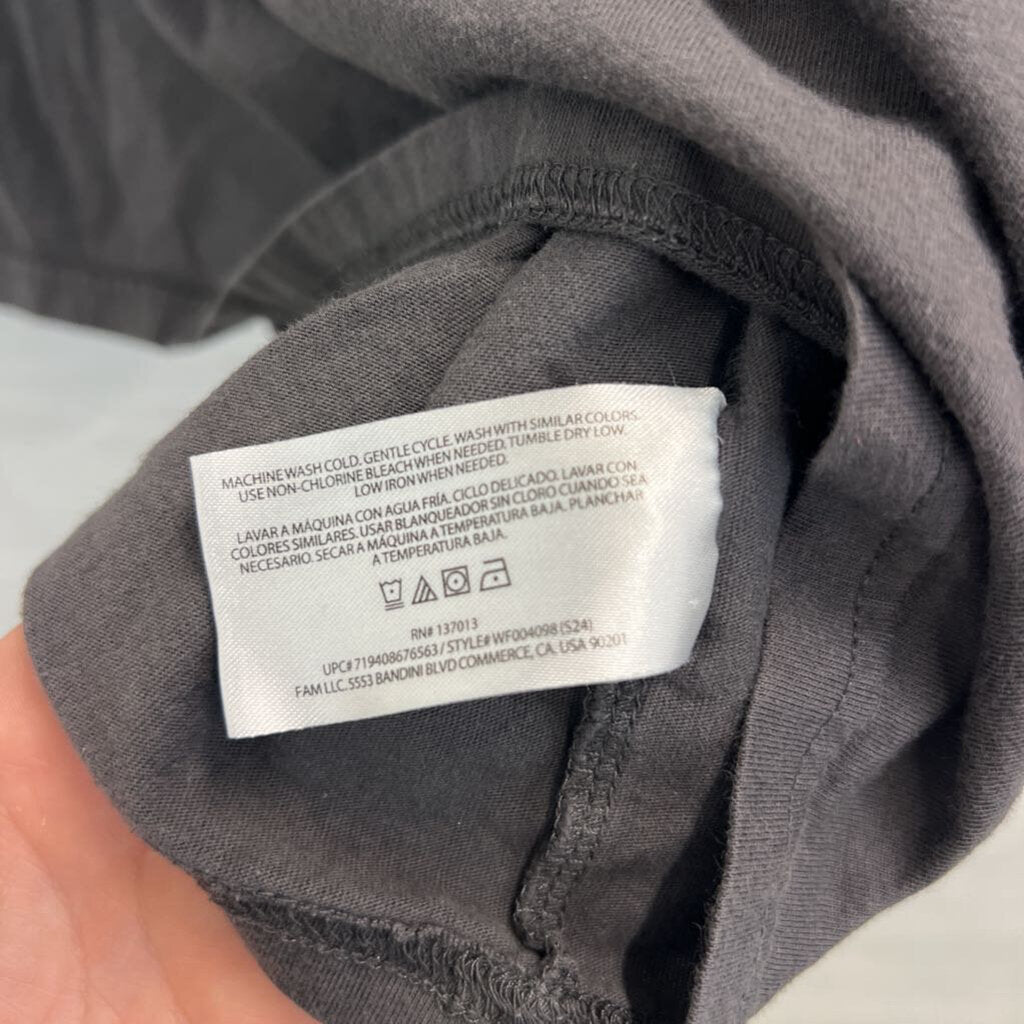 MACHINE WASH COLD. GENTLE CYCLE. WASH WITH SIMILAR COLORS.
USE NON-CHLORINE BLEACH WHEN NEEDED. TUMBLE DRY LOW.
LOW IRON WHEN NEEDED.
LAVAR A MÁQUINA CON AGUA FRÍA. CICLO DELICADO. LAVAR CON
COLORES SIMILARES. USAR BLANQUEADOR SIN CLORO CUANDO SEA
NECESARIO. SECAR A MÁQUINA A TEMPERATURA BAJA. PLANCHAR
A TEMPERATURA BAJA.
RN# 137013
UPC# 719408676563 / STYLE# WF004098 (S24)
FAM LLC. 5553 BANDINI BLVD COMMERCE, CA. USA 90201